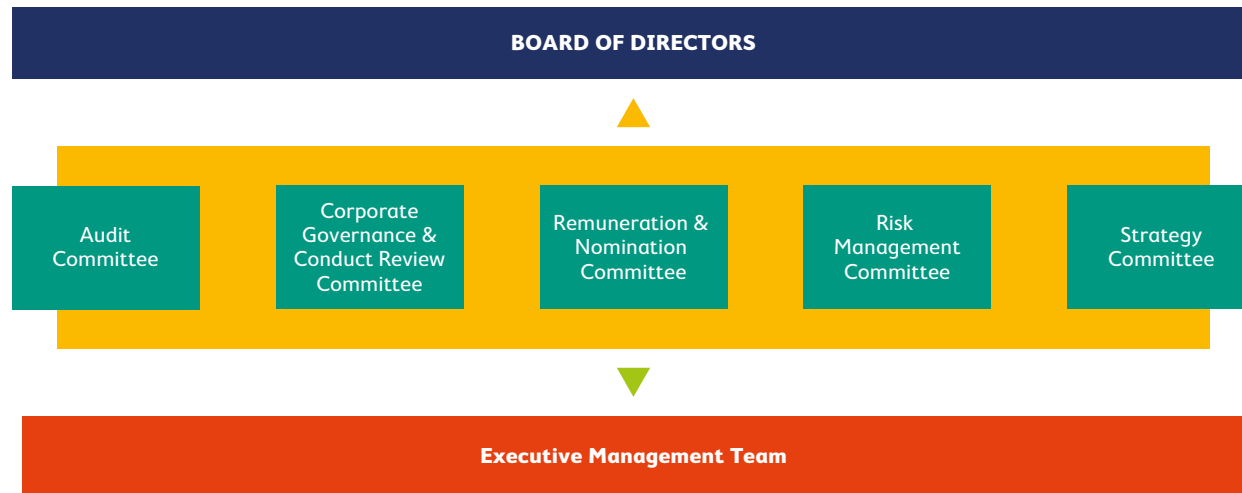 BOARD OF DIRECTORS
Audit
Committee
Corporate
Governance &
Conduct Review
Committee
Remuneration &
Nomination
Committee
Risk
Management
Committee
Strategy
Committee
Executive Management Team